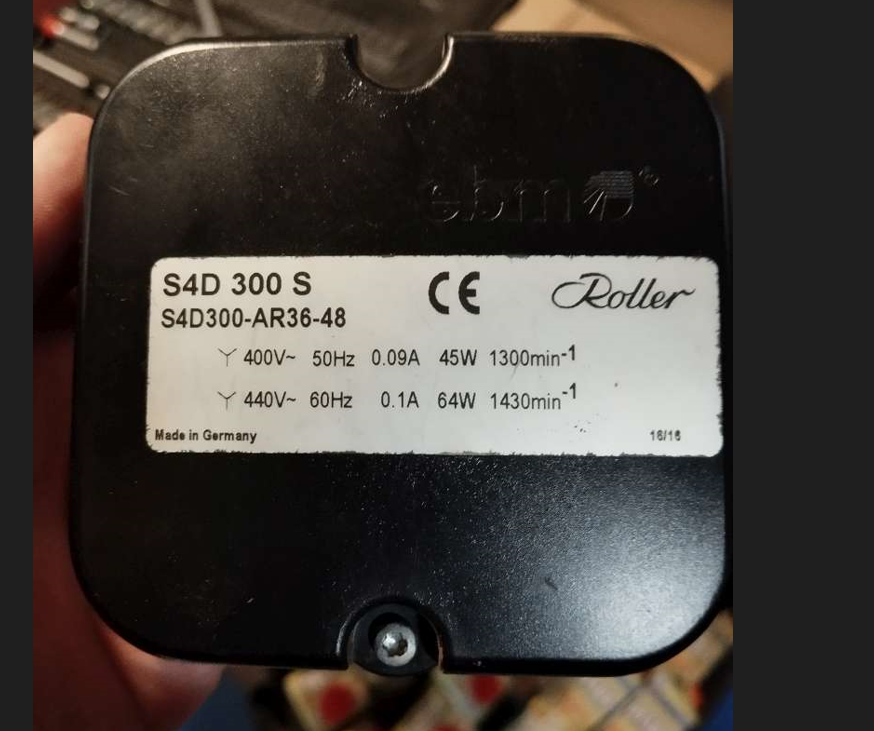 ebm
S4D 300 S CE Roller
S4D300-AR36-48
Y 400V~ 50Hz 0.09A 45W 1300min-1
Y 440V~ 60Hz 0.1A 64W 1430min-1
Made in Germany 16/16